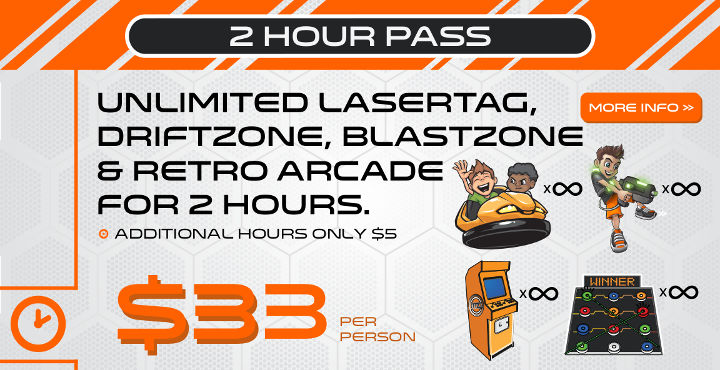 2 HOUR PASS
UNLIMITED LASERTAG,
DRIFTZONE, BLASTZONE
& RETRO ARCADE
FOR 2 HOURS.
ADDITIONAL HOURS ONLY $5
MORE INFO »
x∞
x∞
x∞
WINNER
x∞
$33
PER
PERSON